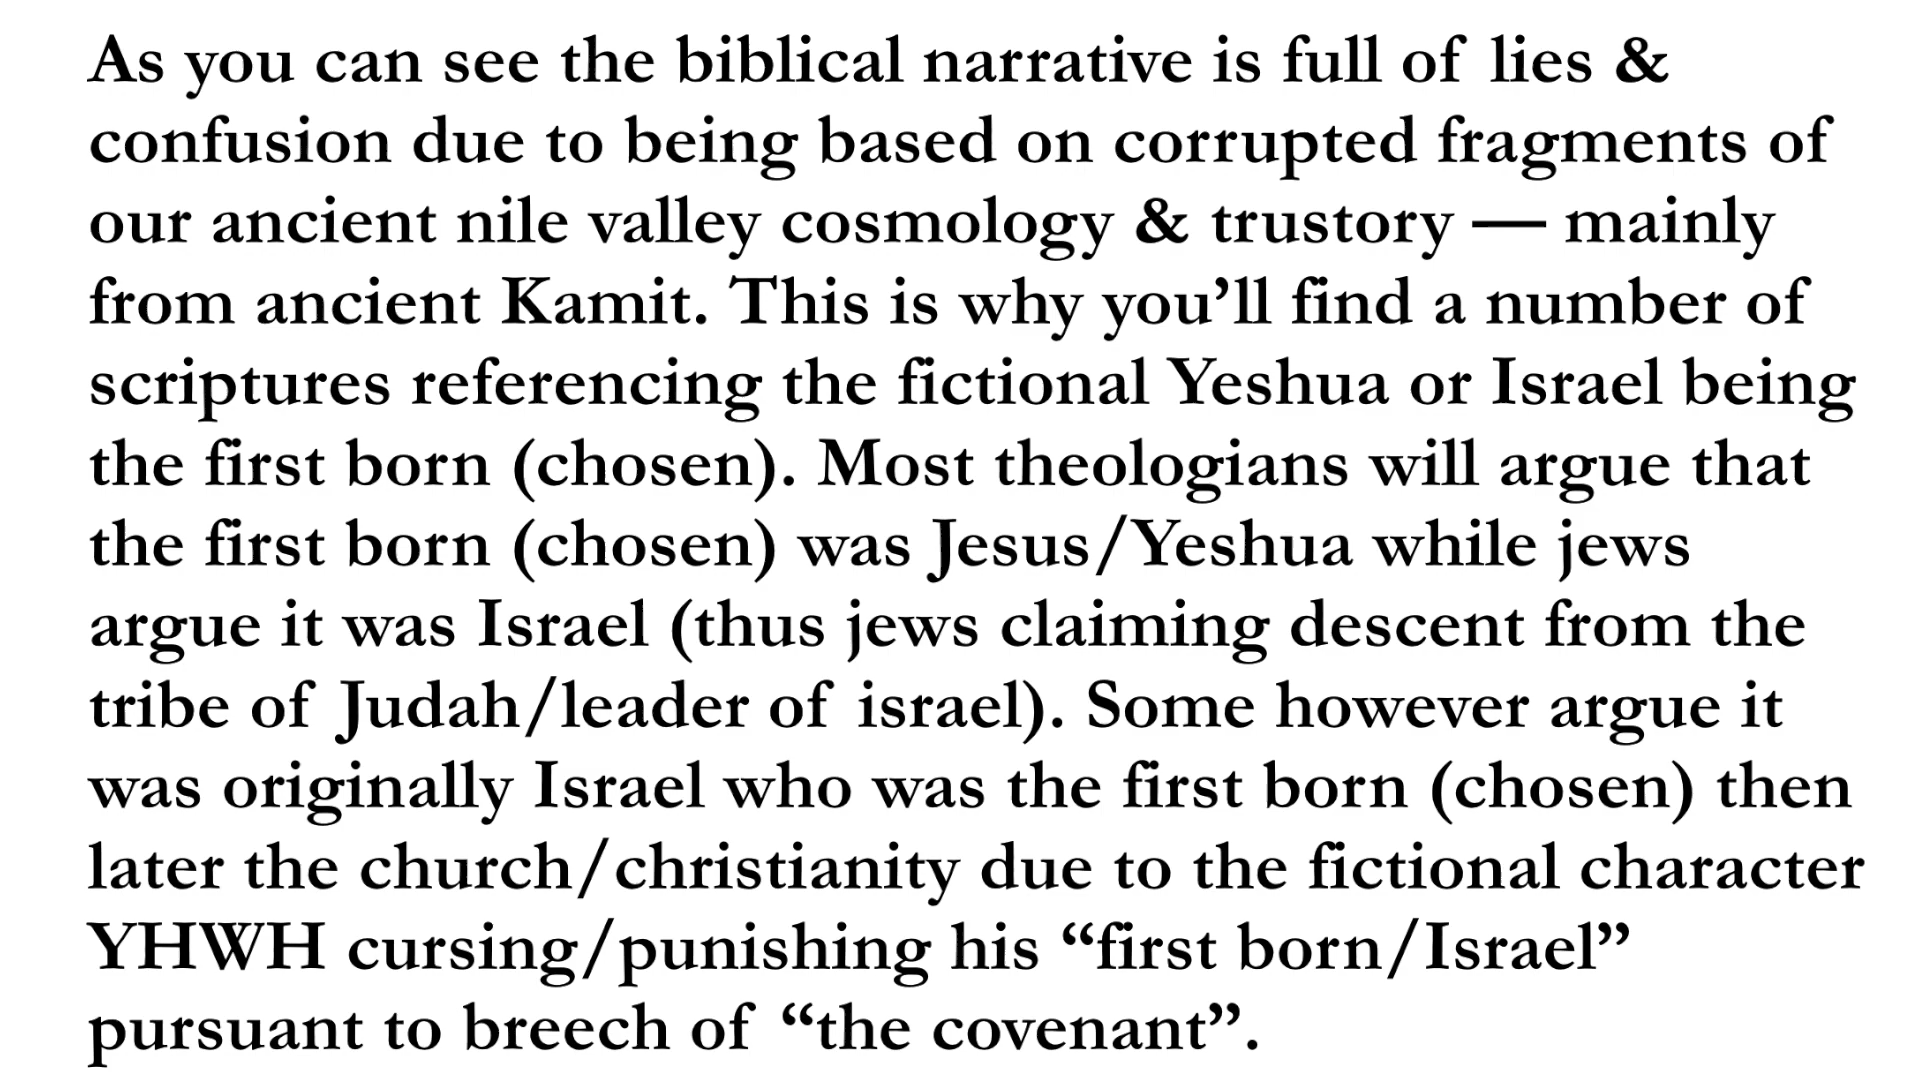 As you can see the biblical narrative is full of lies &
confusion due to being based on corrupted fragments of
our ancient nile valley cosmology & trustory — mainly
from ancient Kamit. This is why you’ll find a number of
scriptures referencing the fictional Yeshua or Israel being
the first born (chosen). Most theologians will argue that
the first born (chosen) was Jesus/Yeshua while jews
argue it was Israel (thus jews claiming descent from the
tribe of Judah/leader of israel). Some however argue it
was originally Israel who was the first born (chosen) then
later the church/christianity due to the fictional character
YHWH cursing/punishing his “first born/Israel”
pursuant to breech of “the covenant”.